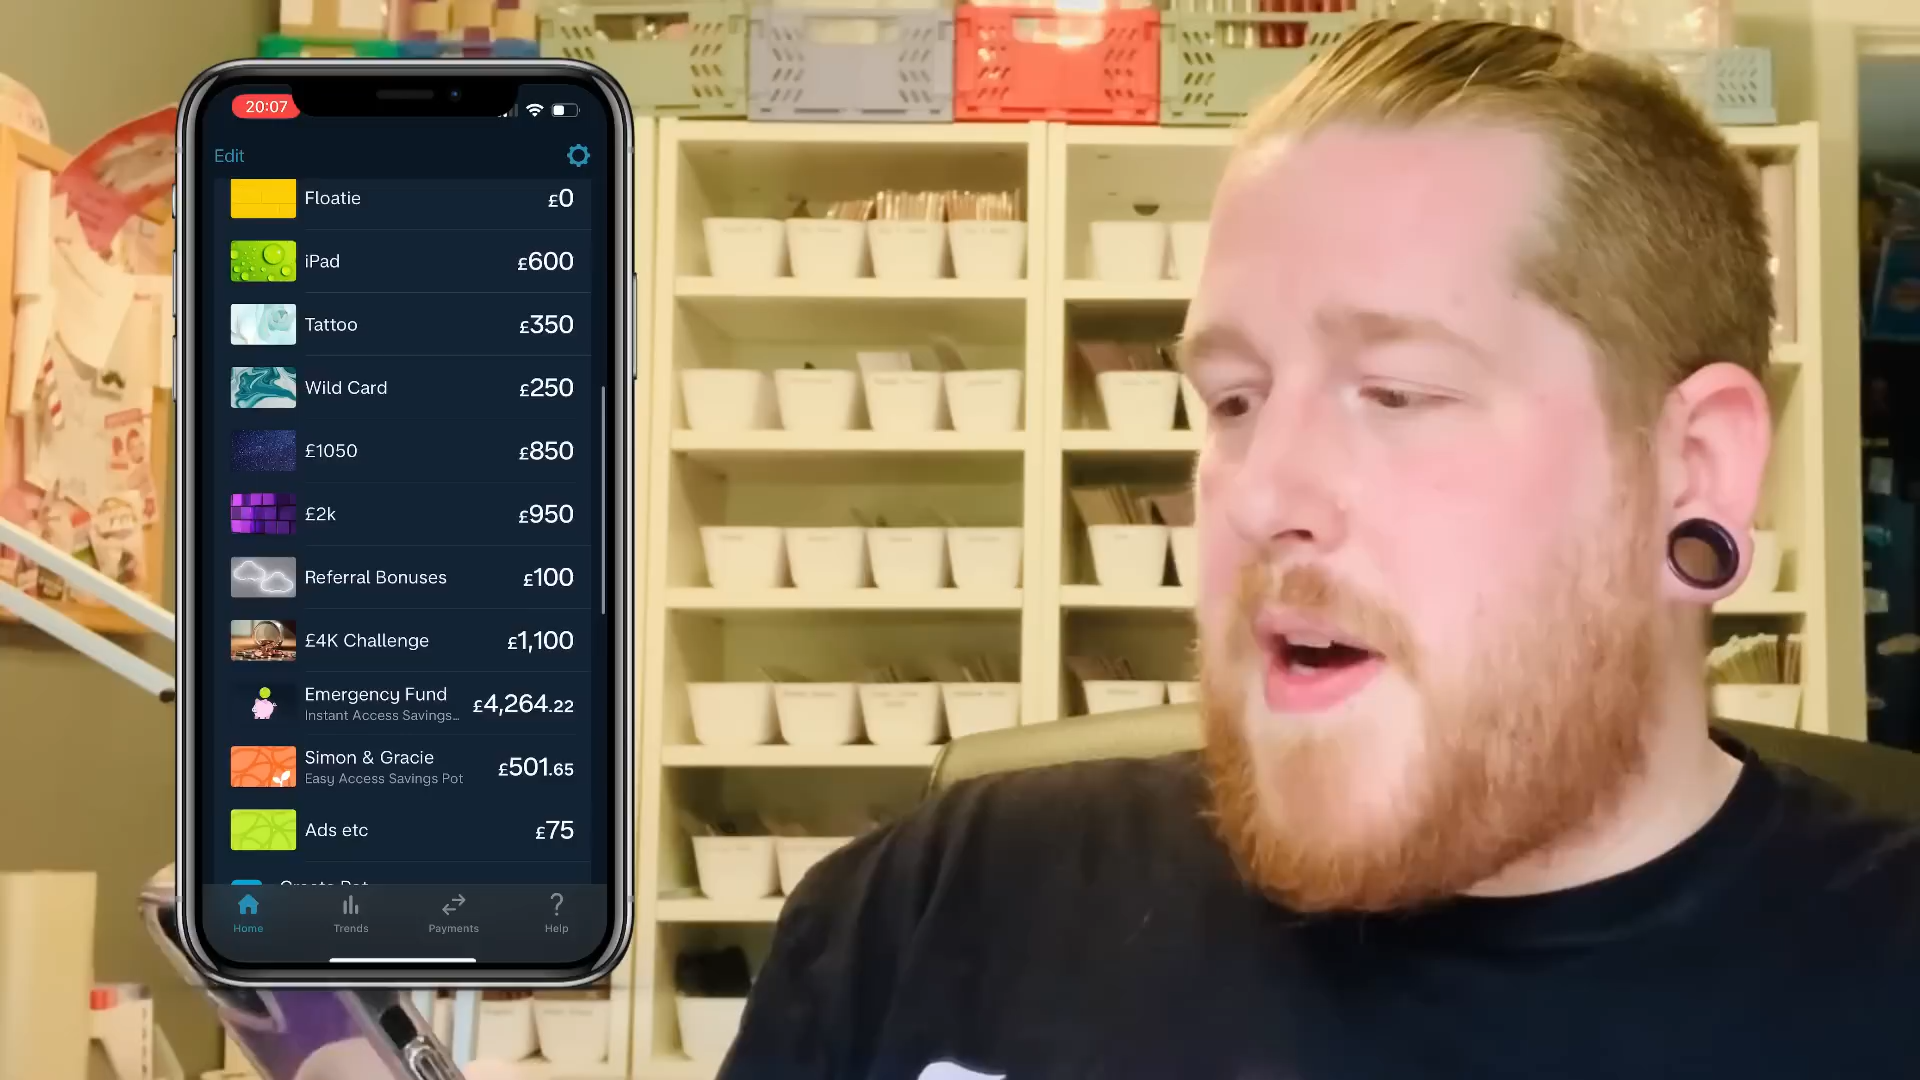 20:07
Edit
Floatie £0
iPad £600
Tattoo £350
Wild Card £250
£1050 £850
£2k £950
Referral Bonuses £100
£4K Challenge £1,100
Emergency Fund £4,264.22
Instant Access Savings...
Simon & Gracie £501.65
Easy Access Savings Pot
Ads etc £75
Create Pot
Home Trends Payments Help